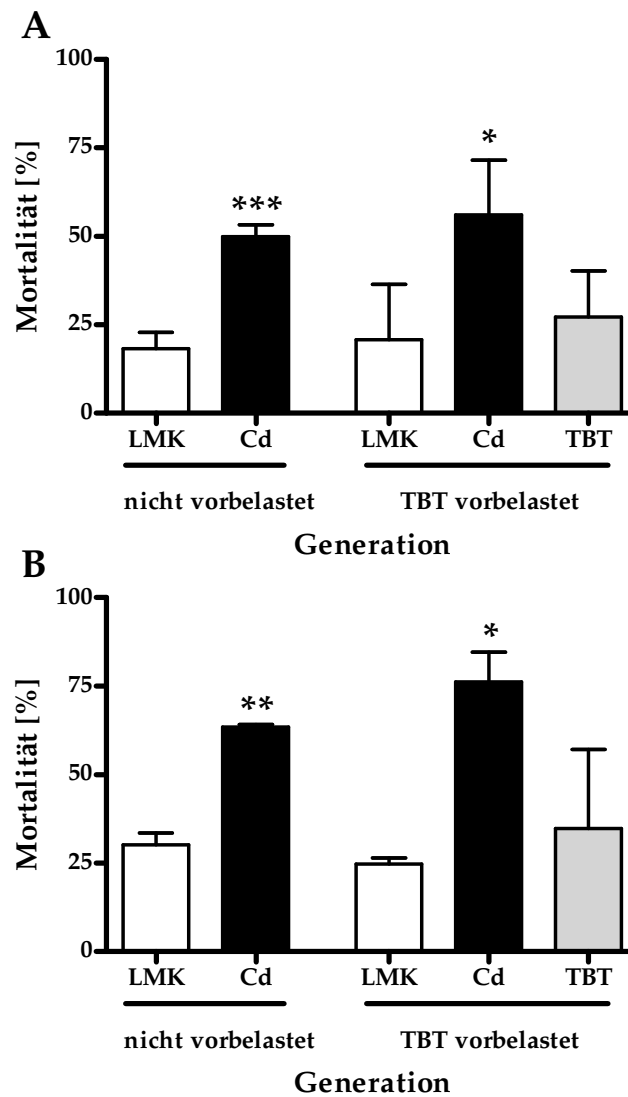 A
100
75
50
25
0
Mortalität [%]
***
*
LMK Cd LMK Cd TBT
nicht vorbelastet TBT vorbelastet
Generation
B
100
75
50
25
0
Mortalität [%]
**
*
LMK Cd LMK Cd TBT
nicht vorbelastet TBT vorbelastet
Generation